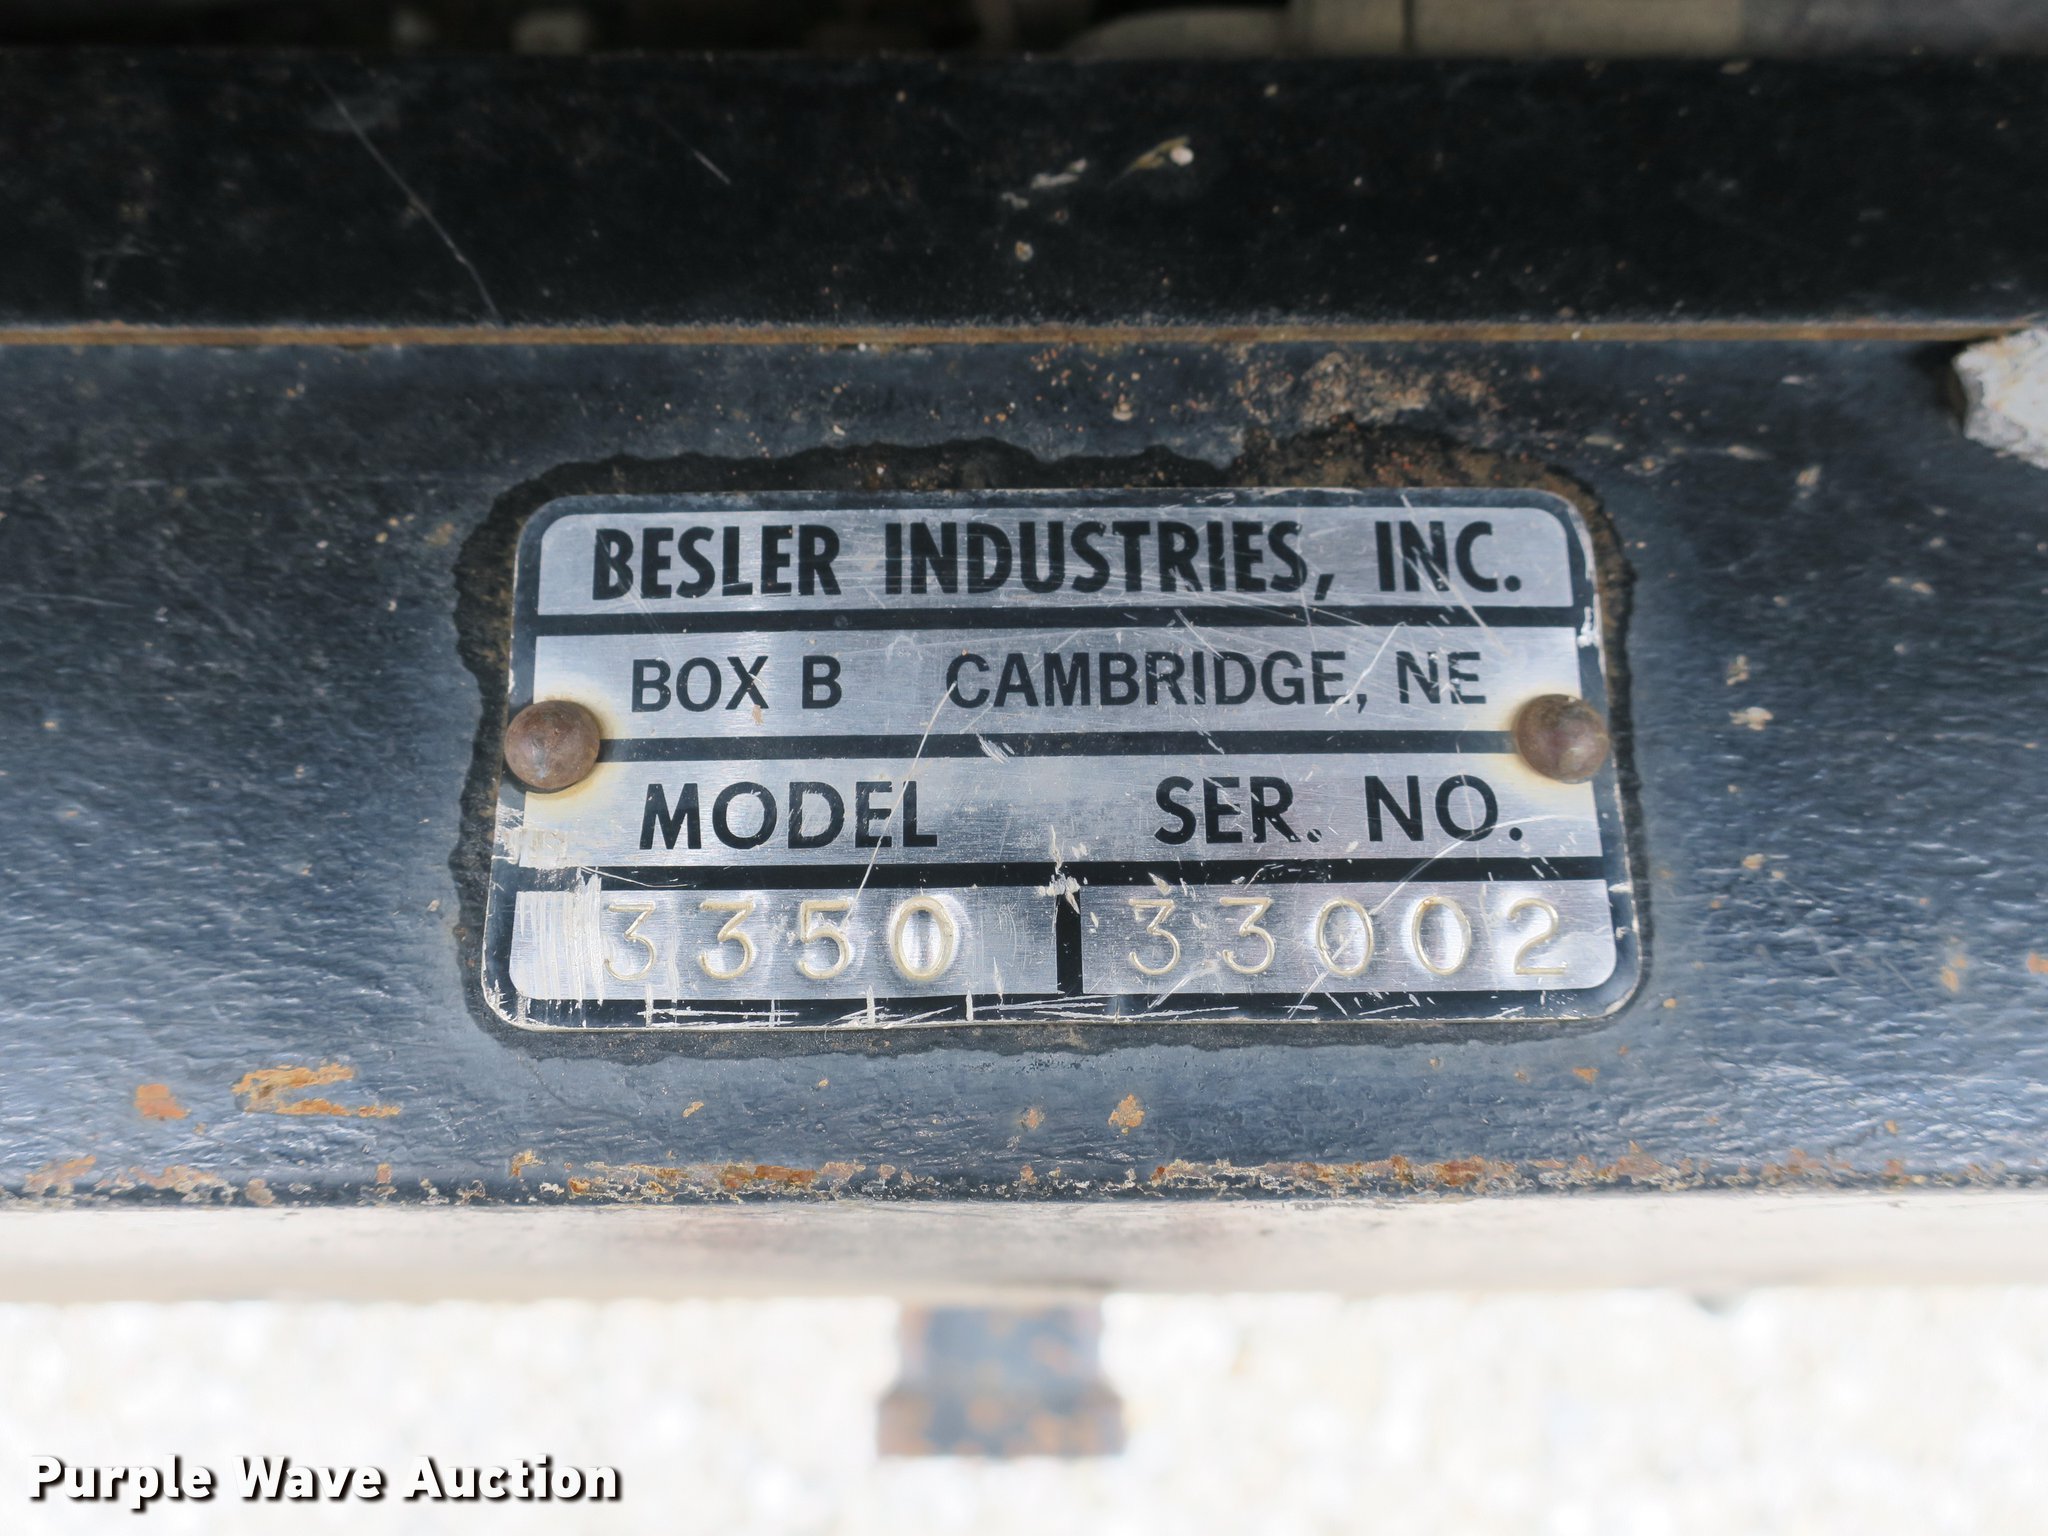 BESLER INDUSTRIES, INC.
BOX B CAMBRIDGE, NE
MODEL SER. NO.
3350 33002
Purple Wave Auction